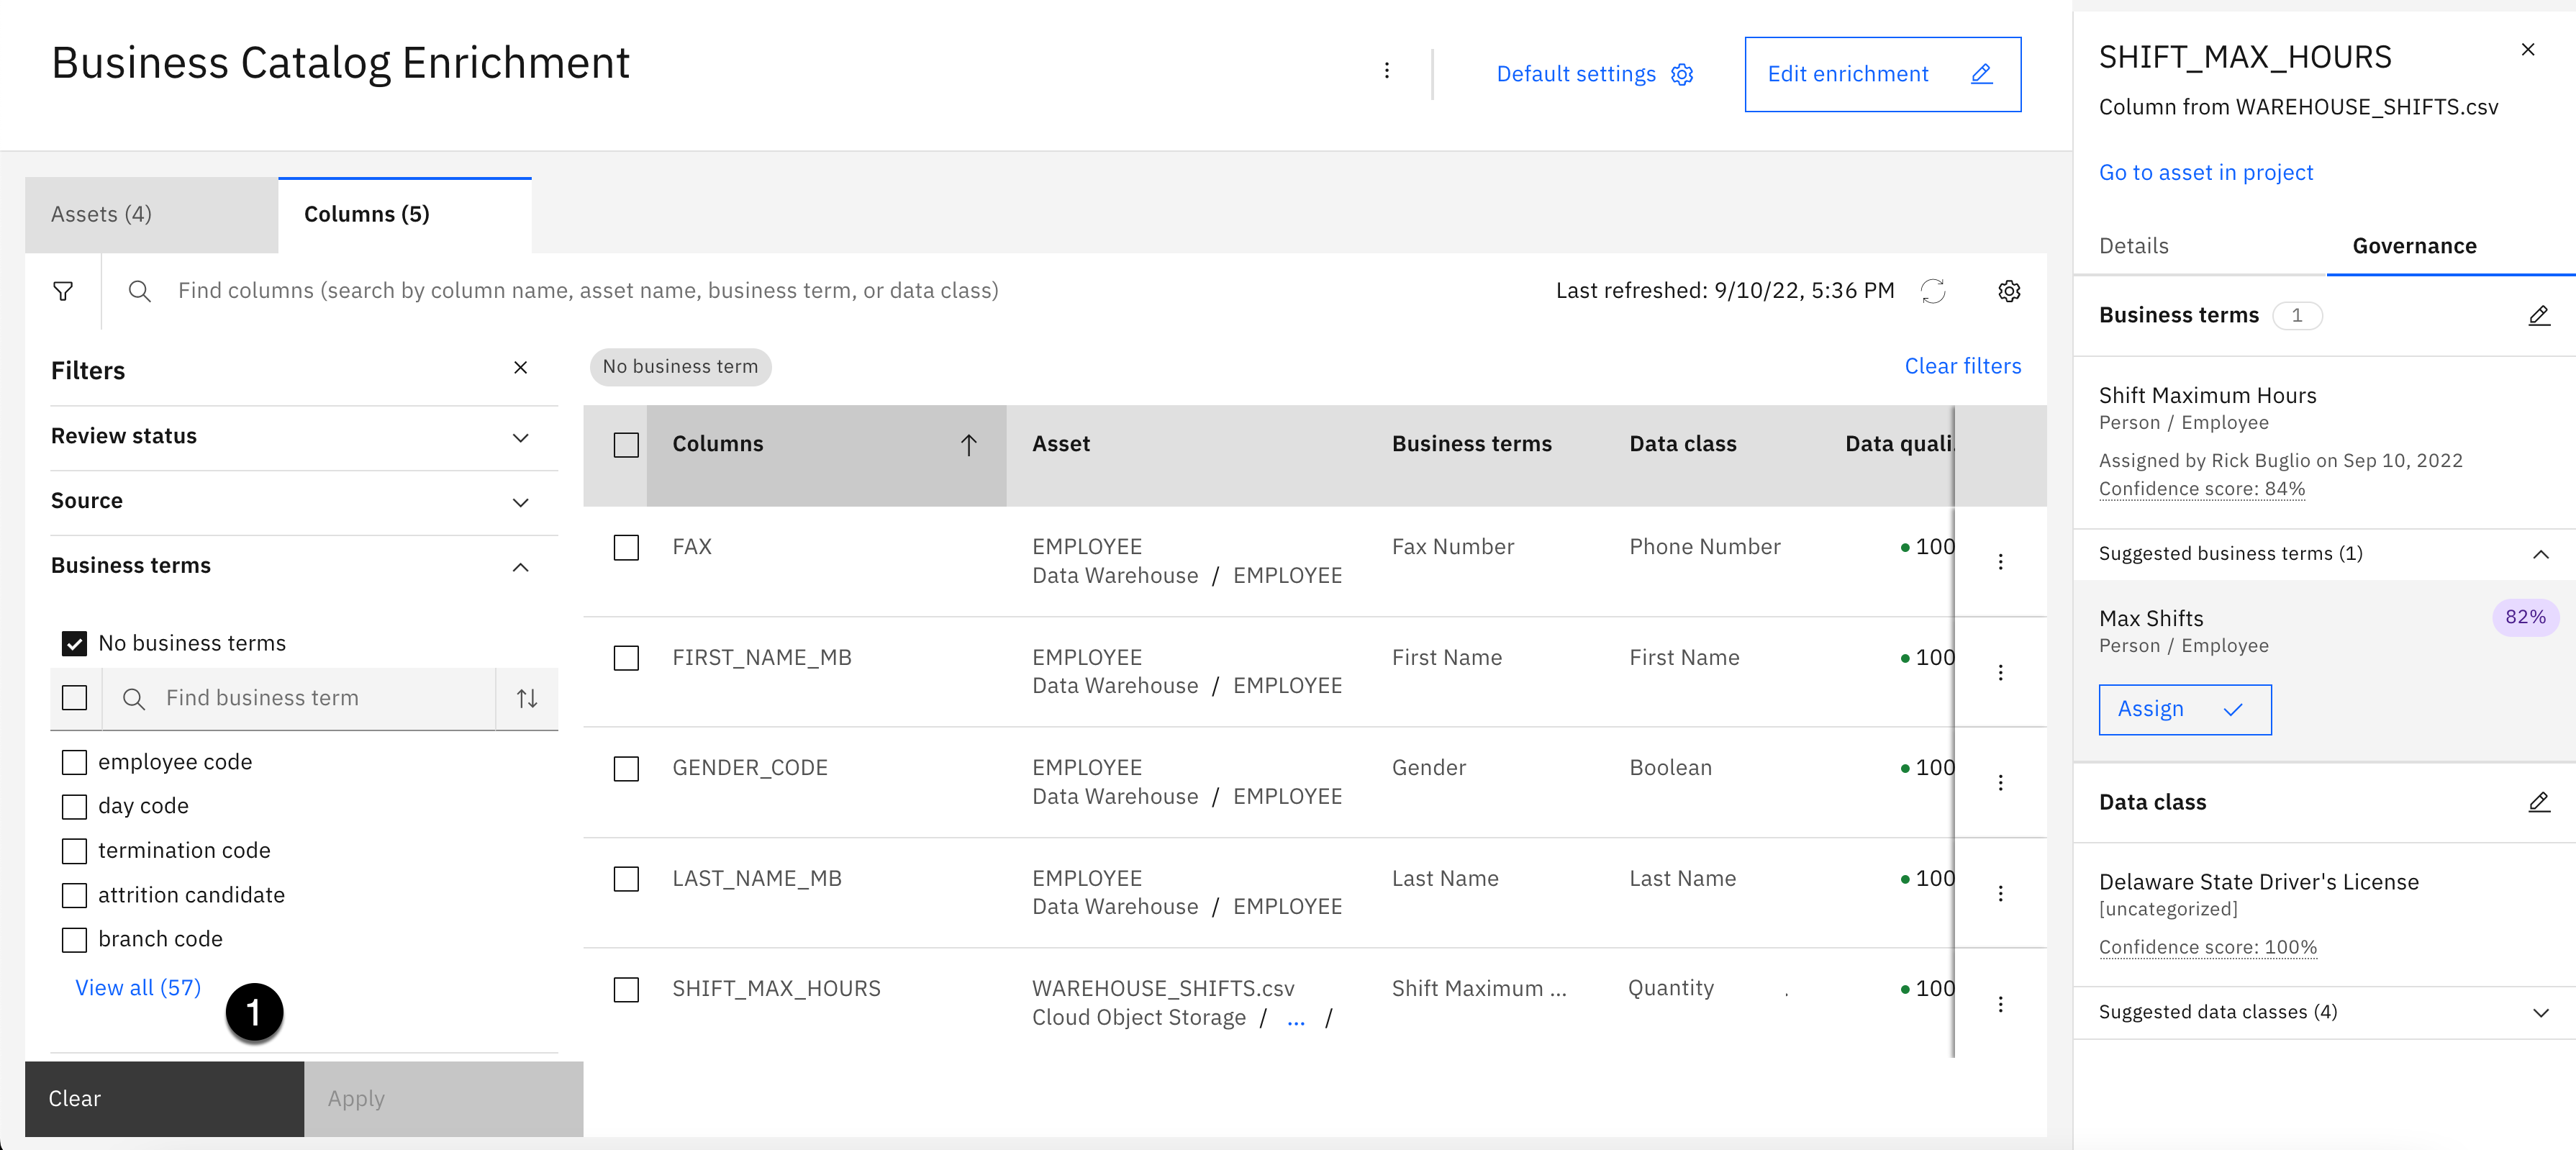 Business Catalog Enrichment
Default settings
Edit enrichment
Assets (4)
Columns (5)
Find columns (search by column name, asset name, business term, or data class)
Last refreshed: 9/10/22, 5:36 PM
Filters
Review status
Source
Business terms
No business terms
Find business term
employee code
day code
termination code
attrition candidate
branch code
View all (57)
1
Clear
Apply
No business term
Clear filters
Columns Asset Business terms Data class Data quali.
FAX EMPLOYEE Fax Number Phone Number 100
Data Warehouse / EMPLOYEE
FIRST_NAME_MB EMPLOYEE First Name First Name 100
Data Warehouse / EMPLOYEE
GENDER_CODE EMPLOYEE Gender Boolean 100
Data Warehouse / EMPLOYEE
LAST_NAME_MB EMPLOYEE Last Name Last Name 100
Data Warehouse / EMPLOYEE
SHIFT_MAX_HOURS WAREHOUSE_SHIFTS.csv Shift Maximum ... Quantity . 100
Cloud Object Storage / ... /
SHIFT_MAX_HOURS
Column from WAREHOUSE_SHIFTS.csv
Go to asset in project
Details
Governance
Business terms 1
Shift Maximum Hours
Person / Employee
Assigned by Rick Buglio on Sep 10, 2022
Confidence score: 84%
Suggested business terms (1)
Max Shifts 82%
Person / Employee
Assign
Data class
Delaware State Driver's License
[uncategorized]
Confidence score: 100%
Suggested data classes (4)